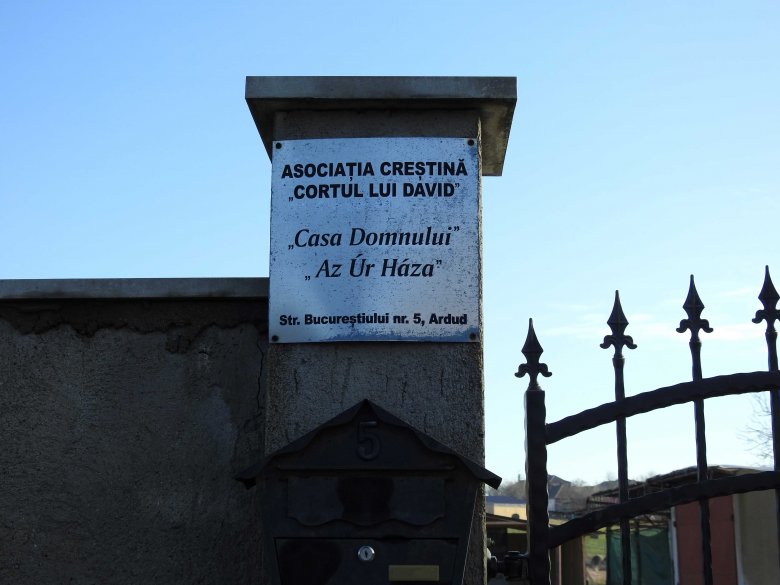 ASOCIAȚIA CREȘTINĂ
„CORTUL LUI DAVID”
„Casa Domnului”
„Az Úr Háza”
Str. Bucureștiului nr. 5, Ardud
5